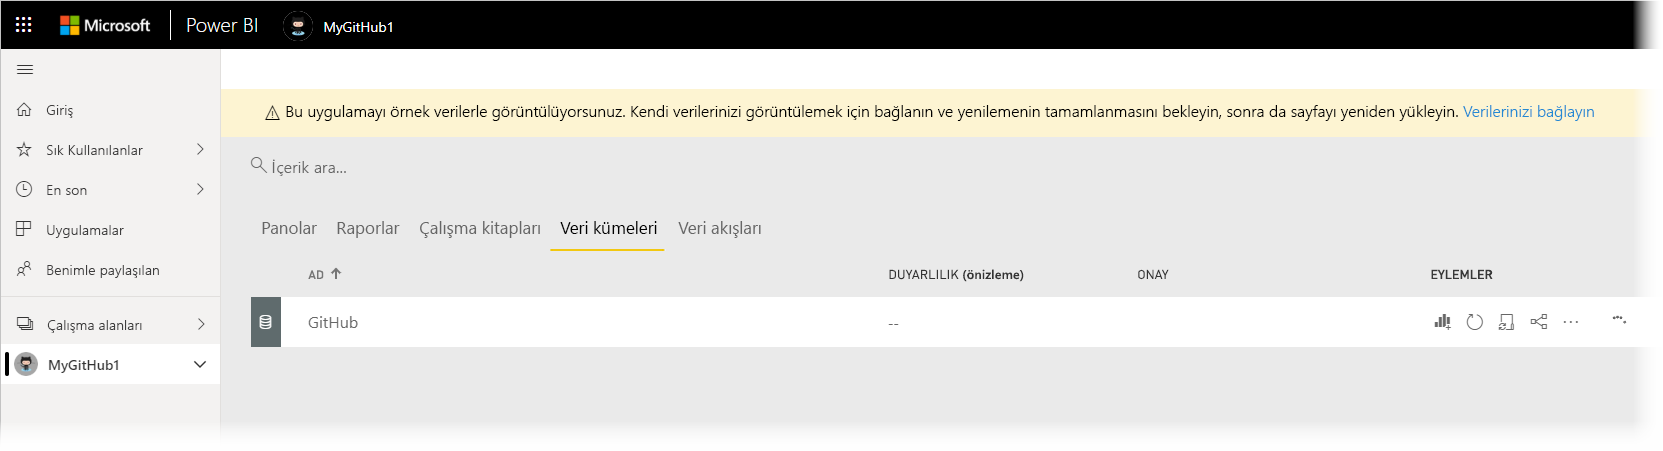 Microsoft Power BI MyGitHub1
Bu uygulamayı örnek verilerle görüntülüyorsunuz. Kendi verilerinizi görüntülemek için bağlanın ve yenilemenin tamamlanmasını bekleyin, sonra da sayfayı yeniden yükleyin. Verilerinizi bağlayın
Giriş
Sık Kullanılanlar
En son
Uygulamalar
Benimle paylaşılan
Çalışma alanları
MyGitHub1
İçerik ara...
Panolar Raporlar Çalışma kitapları Veri kümeleri Veri akışları
AD DUYARLILIK (önizleme) ONAY EYLEMLER
GitHub --